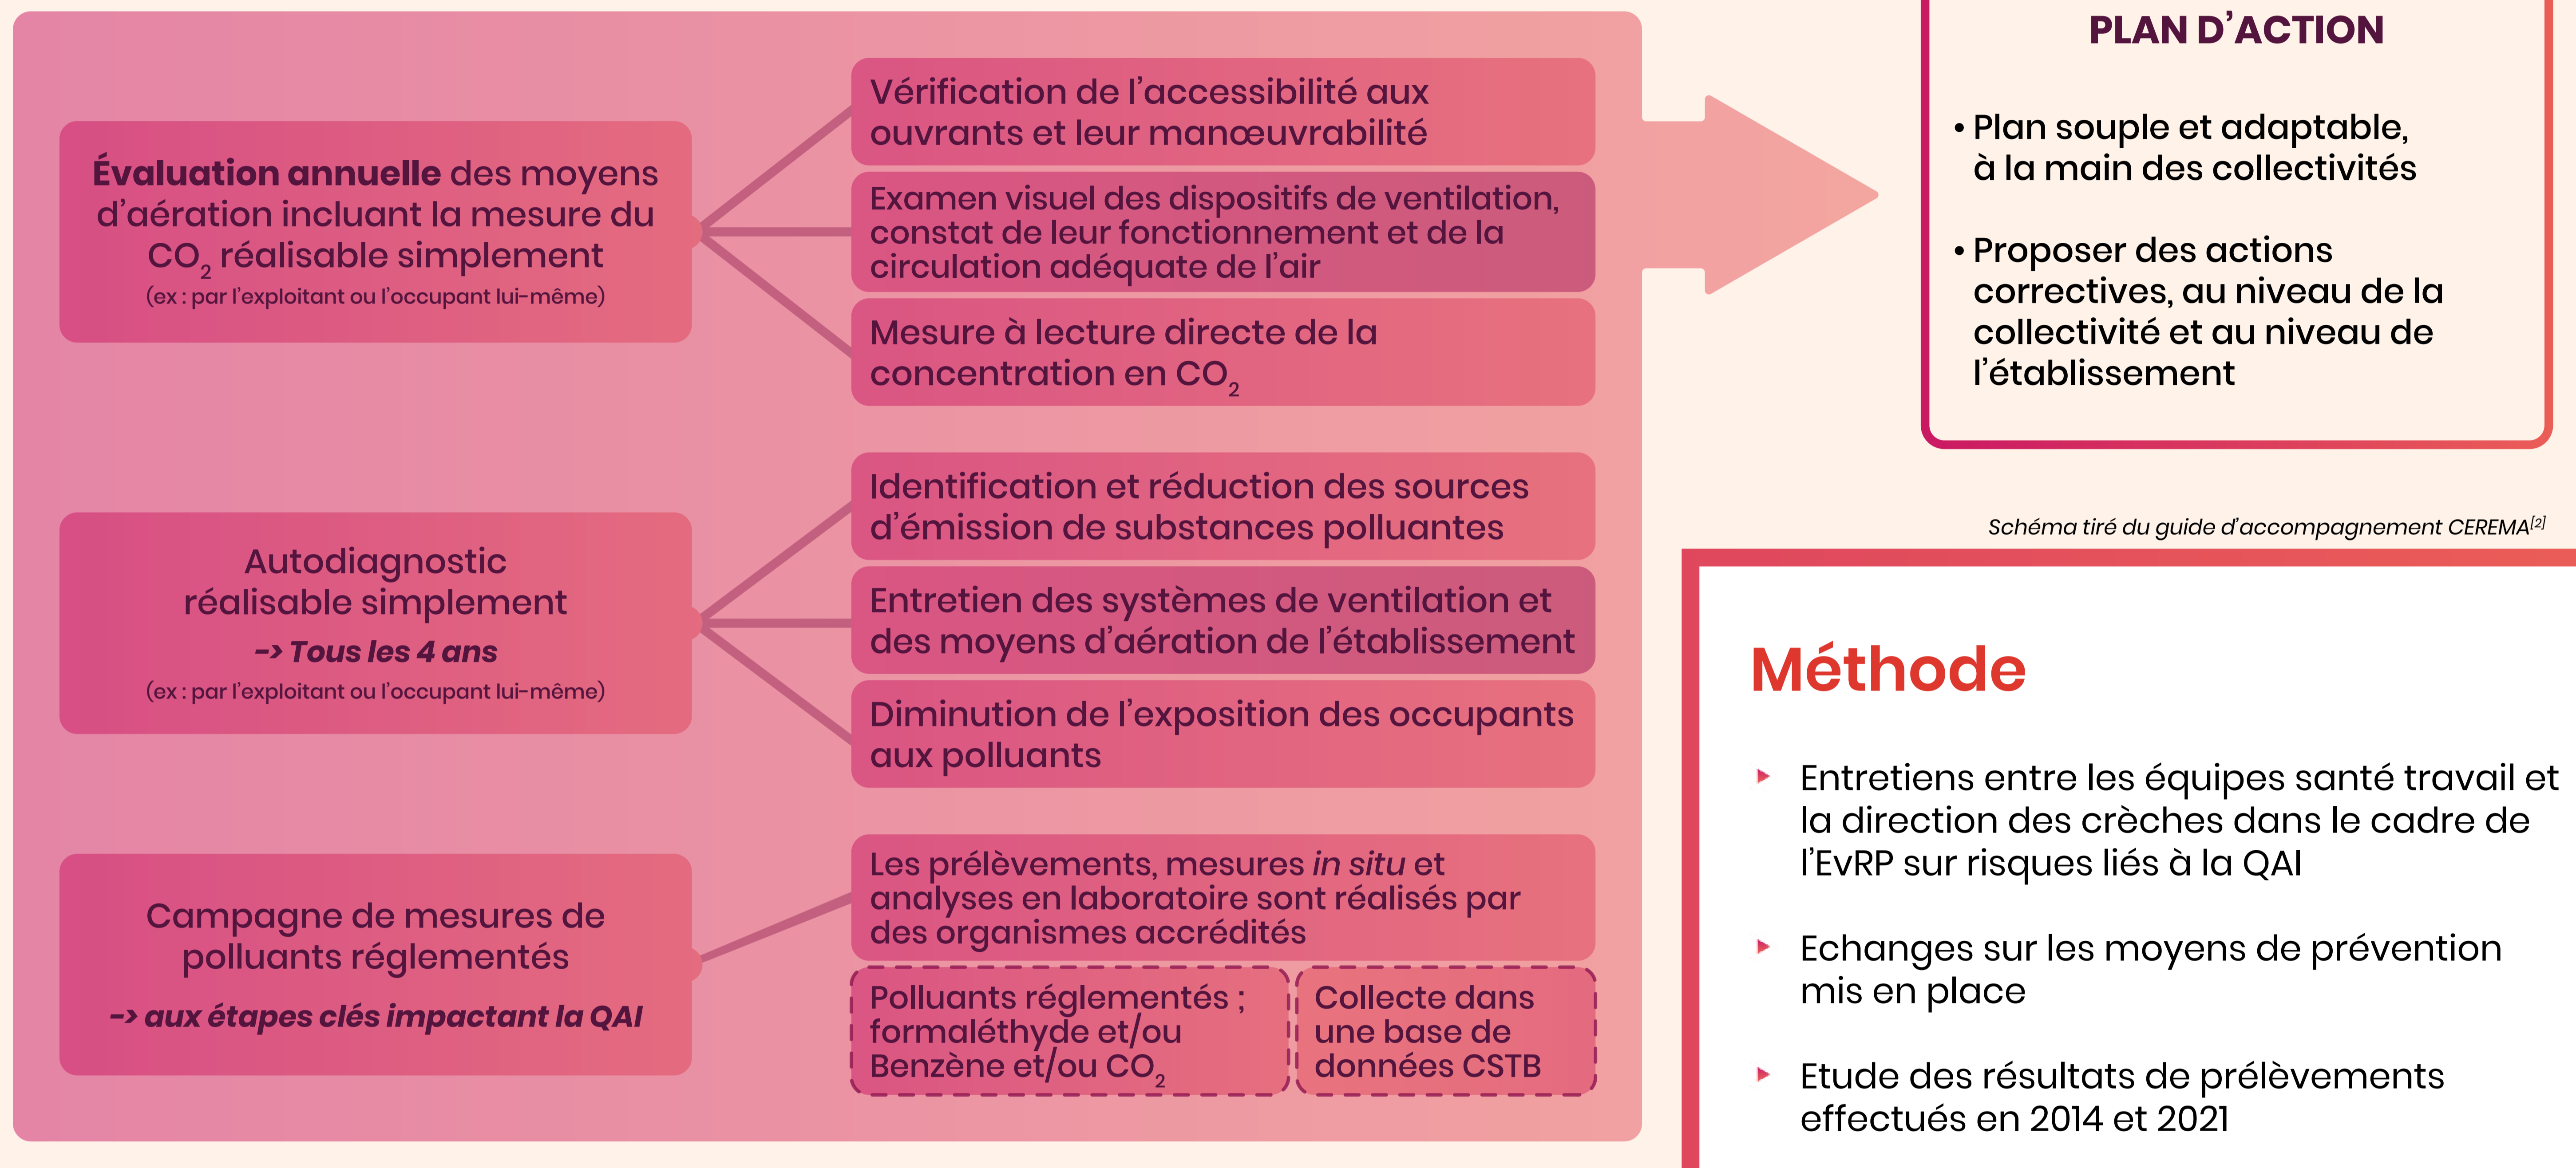 Évaluation annuelle des moyens
d'aération incluant la mesure du
CO2 réalisable simplement
(ex : par l'exploitant ou l'occupant lui-même)
Vérification de l'accessibilité aux
ouvrants et leur manœuvrabilité
Examen visuel des dispositifs de ventilation,
constat de leur fonctionnement et de la
circulation adéquate de l'air
Mesure à lecture directe de la
concentration en CO2
Autodiagnostic
réalisable simplement
-> Tous les 4 ans
(ex : par l'exploitant ou l'occupant lui-même)
Identification et réduction des sources
d'émission de substances polluantes
Entretien des systèmes de ventilation et
des moyens d'aération de l'établissement
Diminution de l'exposition des occupants
aux polluants
Campagne de mesures de
polluants réglementés
-> aux étapes clés impactant la QAI
Les prélèvements, mesures in situ et
analyses en laboratoire sont réalisés par
des organismes accrédités
Polluants réglementés ;
formaléthyde et/ou
Benzène et/ou CO2
Collecte dans
une base de
données CSTB
PLAN D'ACTION
• Plan souple et adaptable,
à la main des collectivités
• Proposer des actions
correctives, au niveau de la
collectivité et au niveau de
l'établissement
Schéma tiré du guide d'accompagnement CEREMA[2]
Méthode
Entretiens entre les équipes santé travail et
la direction des crèches dans le cadre de
l'EvRP sur risques liés à la QAI
Echanges sur les moyens de prévention
mis en place
Etude des résultats de prélèvements
effectués en 2014 et 2021